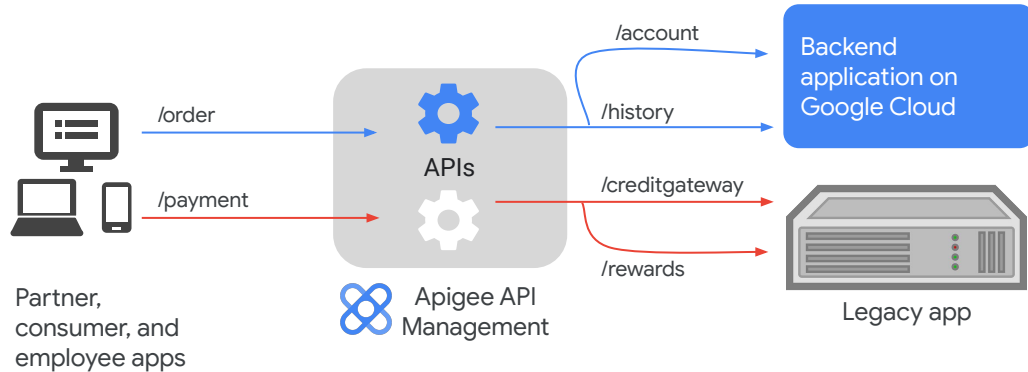 /account
Backend
application on
Google Cloud
/order
/history
APIs
/payment
/creditgateway
/rewards
Partner,
consumer, and
employee apps
Apigee API
Management
Legacy app